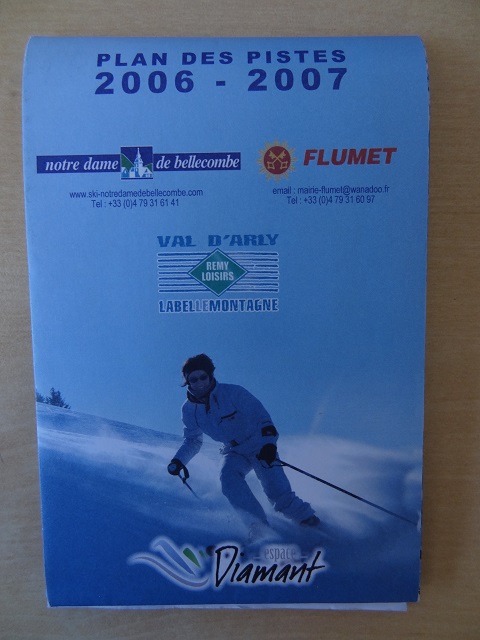 PLAN DES PISTES
2006 - 2007
notre dame de bellecombe
www.ski-notredamedebellecombe.com
Tel : +33 (0)4 79 31 61 41
FLUMET
email : mairie-flumet@wanadoo.fr
Tel : +33 (0)4 79 31 60 97
VAL D'ARLY
REMY
LOISIRS
LABELLEMONTAGNE
espace
Diamant